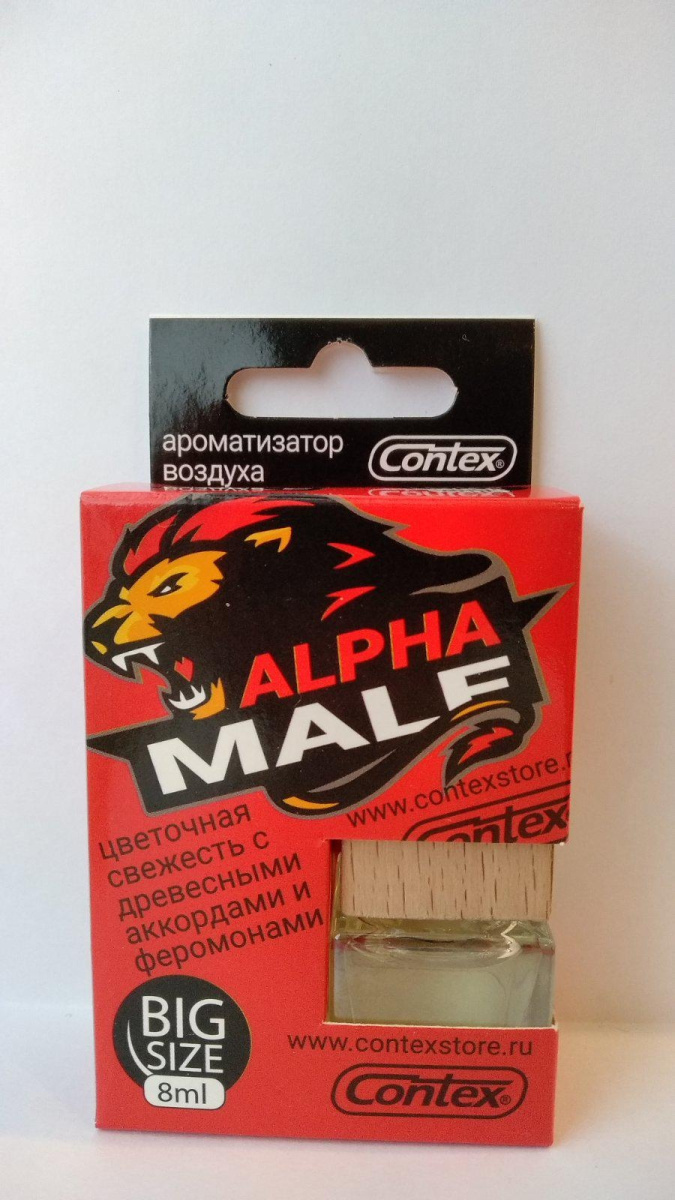 ароматизатор
воздуха
Contex®
ALPHA
MALE
www.contexstore.r
Contex
цветочная
свежесть с
древесными
аккордами и
феромонами
BIG
SIZE
8ml
www.contexstore.ru
Contex®